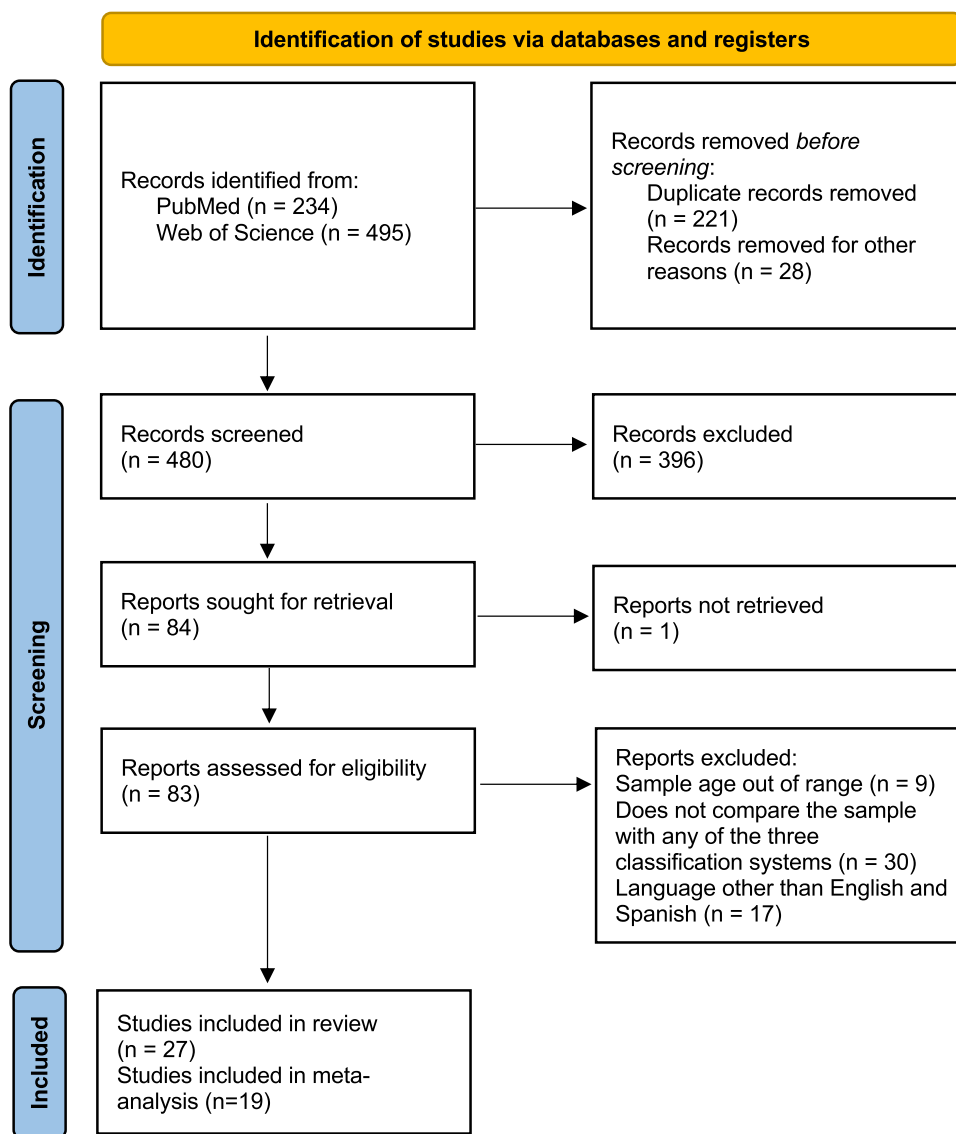 Identification of studies via databases and registers
Identification
Records identified from:
PubMed (n = 234)
Web of Science (n = 495)
Records removed before
screening:
Duplicate records removed
(n = 221)
Records removed for other
reasons (n = 28)
Screening
Records screened
(n = 480)
Records excluded
(n = 396)
Reports sought for retrieval
(n = 84)
Reports not retrieved
(n = 1)
Reports assessed for eligibility
(n = 83)
Reports excluded:
Sample age out of range (n = 9)
Does not compare the sample
with any of the three
classification systems (n = 30)
Language other than English and
Spanish (n = 17)
Included
Studies included in review
(n = 27)
Studies included in meta-
analysis (n=19)